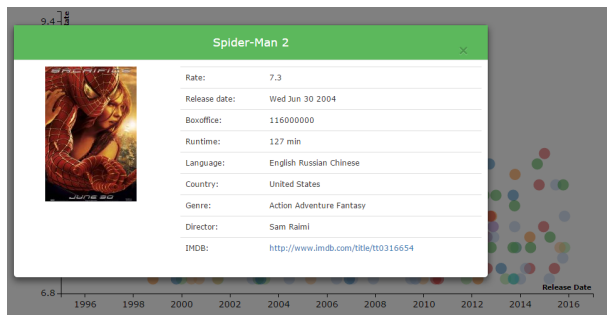 9.4
Rate
Spider-Man 2
×
SACRIFICE
JUNE 30
Rate: 7.3
Release date: Wed Jun 30 2004
Boxoffice: 116000000
Runtime: 127 min
Language: English Russian Chinese
Country: United States
Genre: Action Adventure Fantasy
Director: Sam Raimi
IMDB: http://www.imdb.com/title/tt0316654
6.8
Release Date
1996 1998 2000 2002 2004 2006 2008 2010 2012 2014 2016